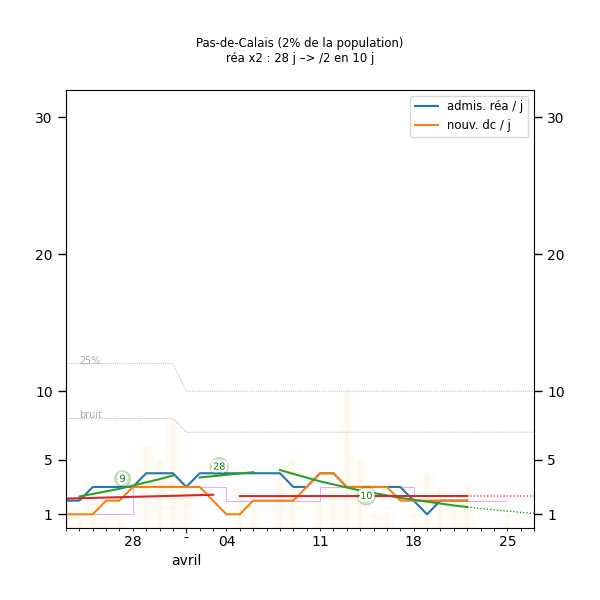 Pas-de-Calais (2% de la population)
réa x2 : 28 j –> /2 en 10 j
admis. réa / j
nouv. dc / j
30 30
20 20
25%
10 10
bruit
5 5
9 28 -10
1 1
28 - 04 11 18 25
avril